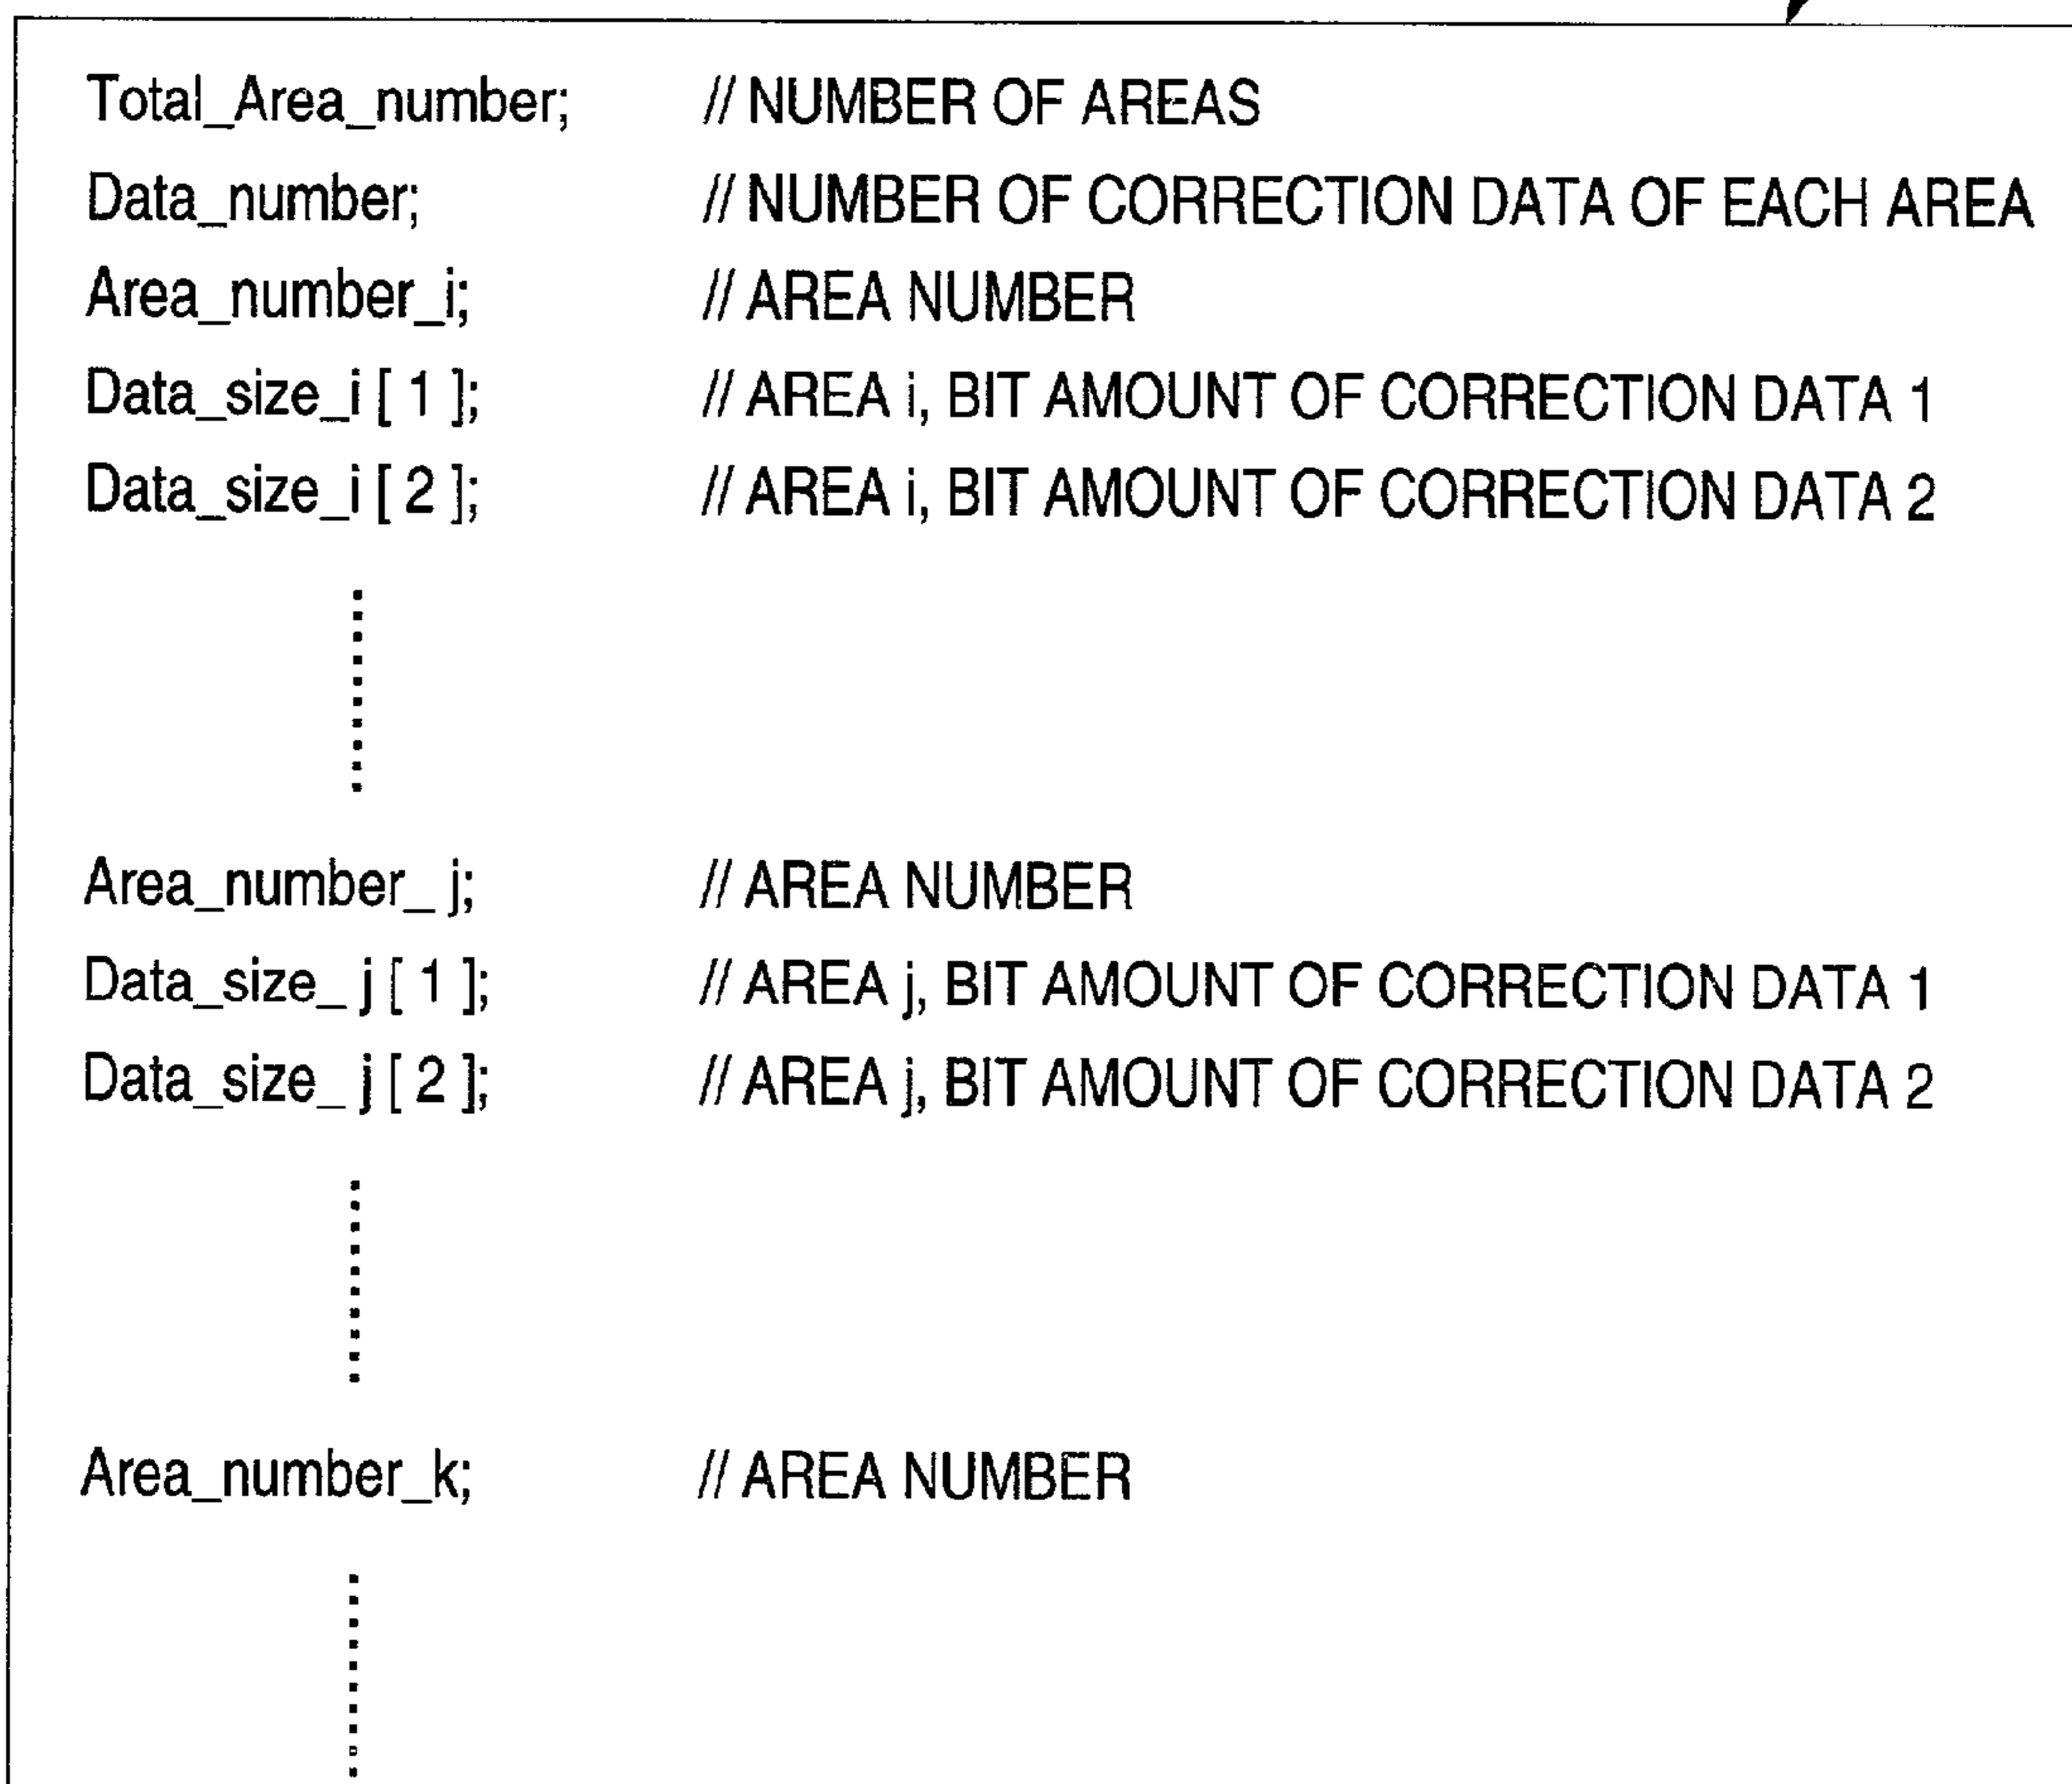 Total_Area_number; // NUMBER OF AREAS
Data_number; // NUMBER OF CORRECTION DATA OF EACH AREA
Area_number_i; // AREA NUMBER
Data_size_i [ 1 ]; // AREA i, BIT AMOUNT OF CORRECTION DATA 1
Data_size_i [ 2 ]; // AREA i, BIT AMOUNT OF CORRECTION DATA 2
Area_number_ j; // AREA NUMBER
Data_size_ j [ 1 ]; // AREA j, BIT AMOUNT OF CORRECTION DATA 1
Data_size_ j [ 2 ]; // AREA j, BIT AMOUNT OF CORRECTION DATA 2
Area_number_k; // AREA NUMBER